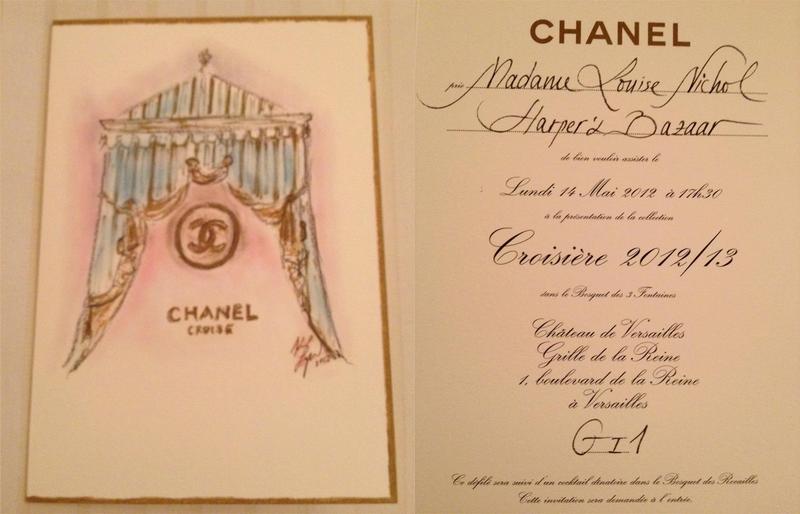 CHANEL
CROISE
CHANEL
prie Madame Louise Nichol
Harper's Bazaar
de bien vouloir assister le
Lundi 14 Mai 2012 à 17h30
à la présentation de la collection
Croisière 2012/13
dans le Bosquet des 3 Fontaines
Château de Versailles
Grille de la Reine
1, boulevard de la Reine
à Versailles
G I 1
Ce défilé sera suivi d'un cocktail dînatoire dans le Bosquet des Rocailles
Cette invitation sera demandée à l'entrée.